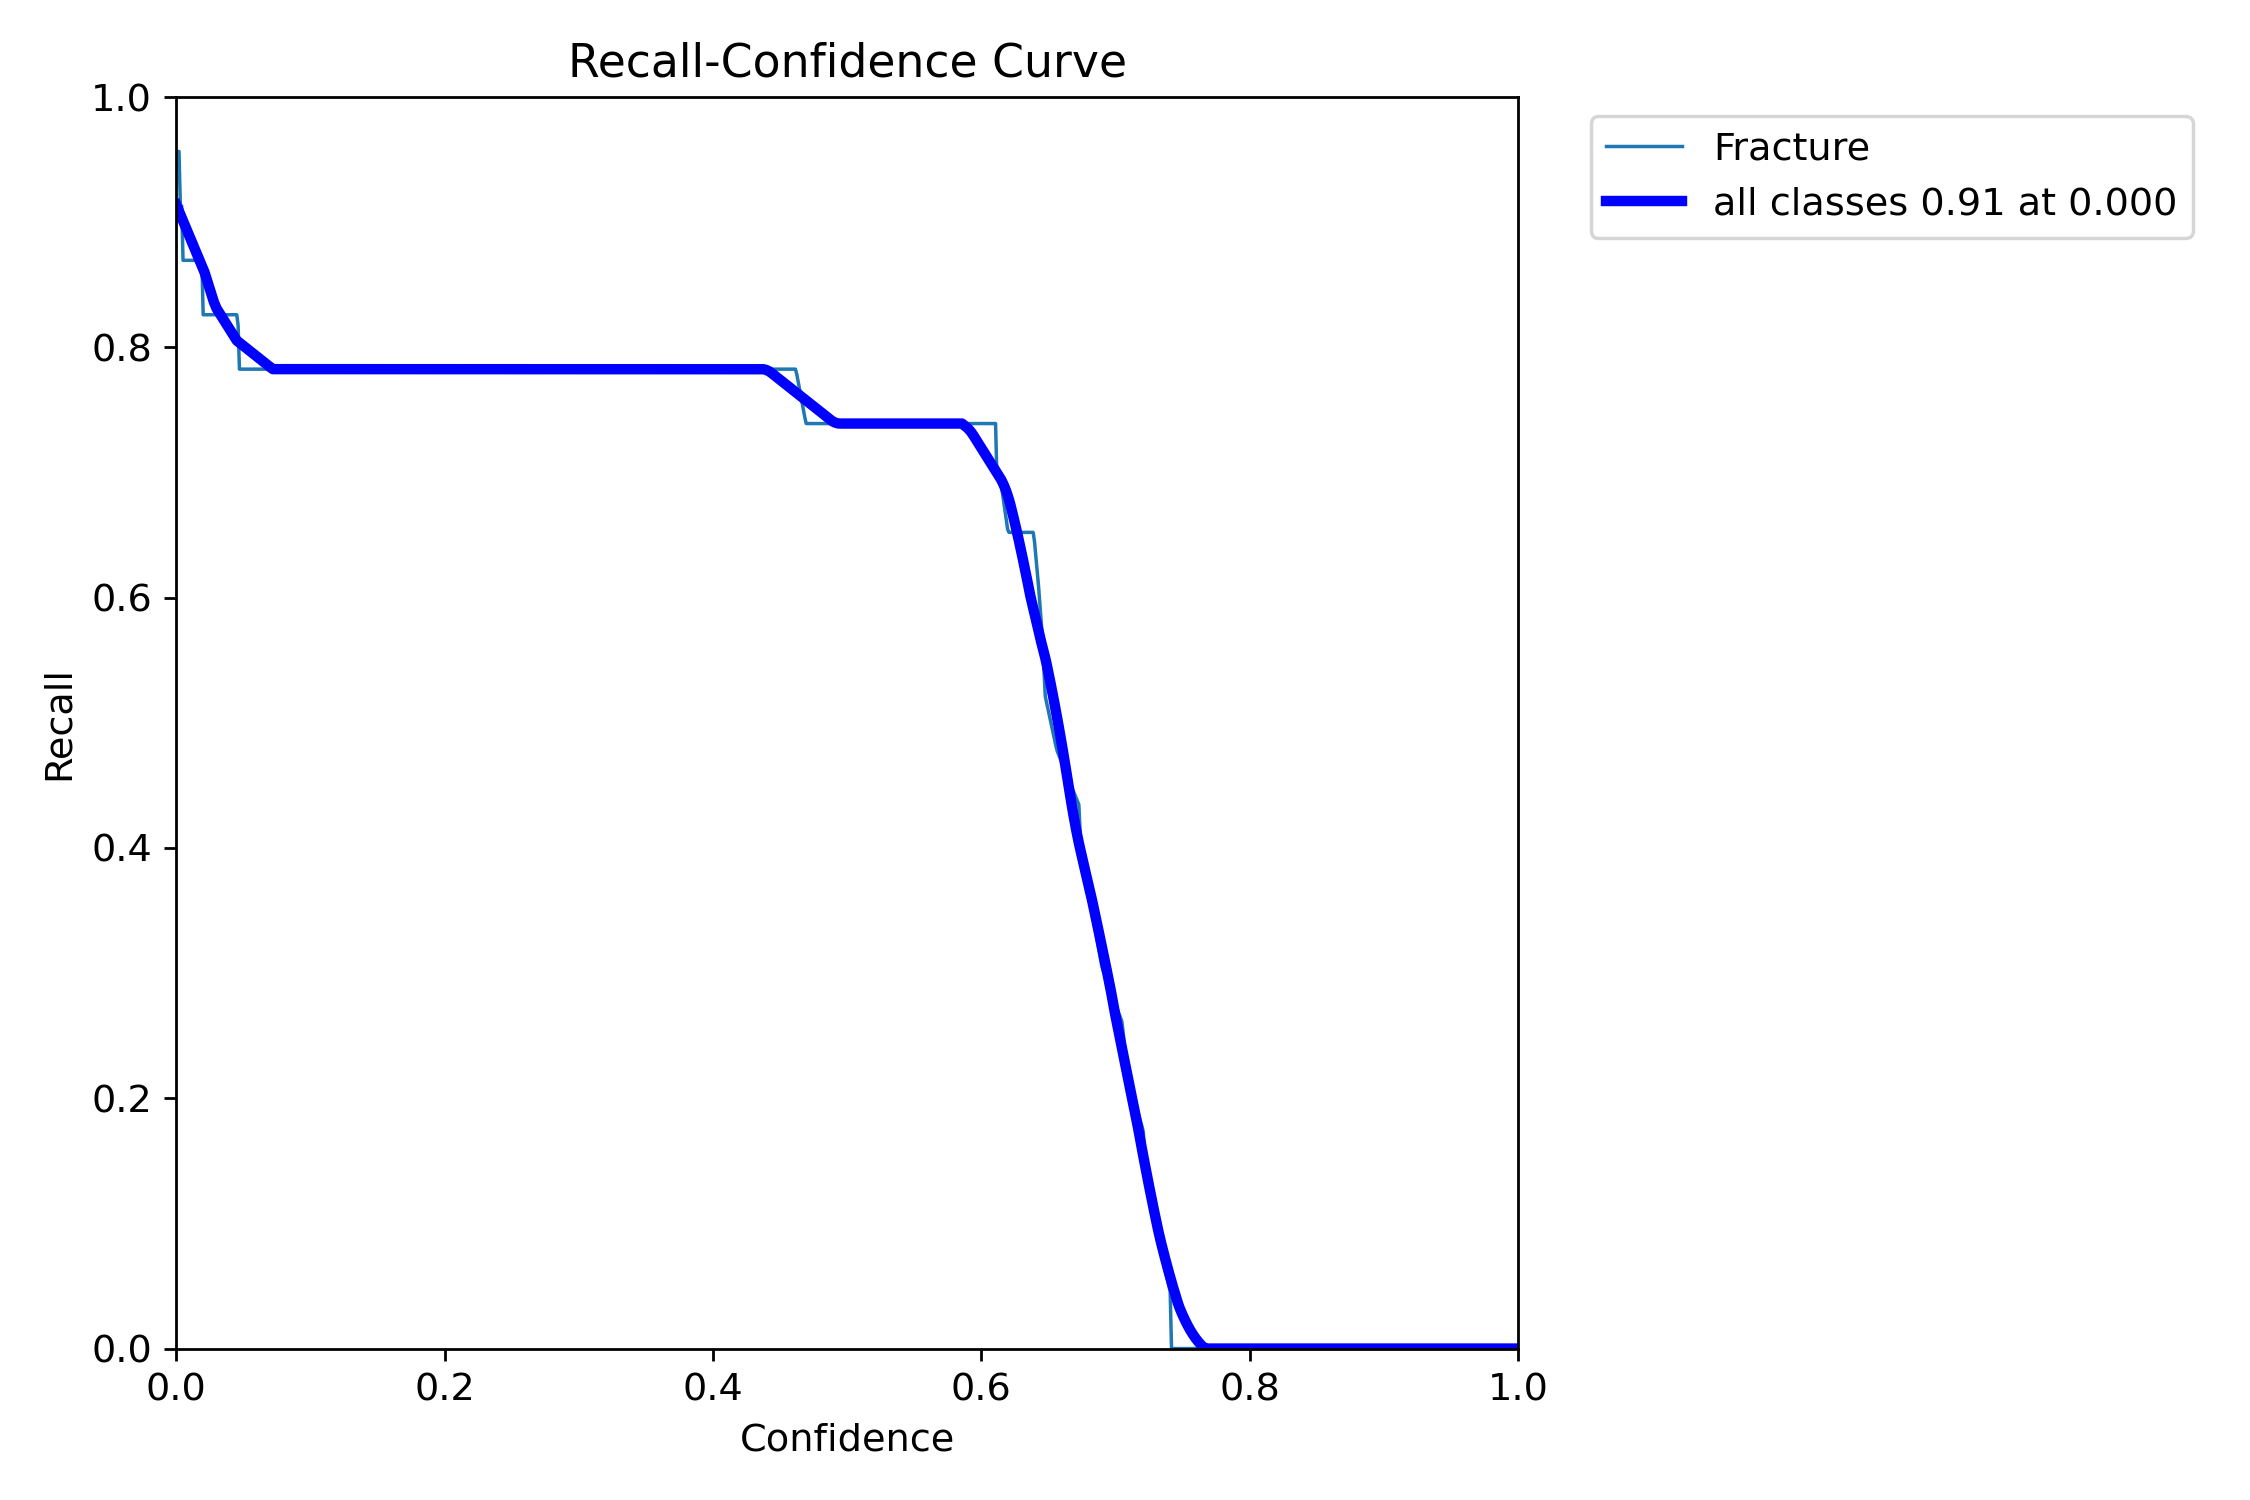 Recall-Confidence Curve
1.0
0.8
0.6
0.4
0.2
0.0
Recall
0.0 0.2 0.4 0.6 0.8 1.0
Confidence
Fracture
all classes 0.91 at 0.000